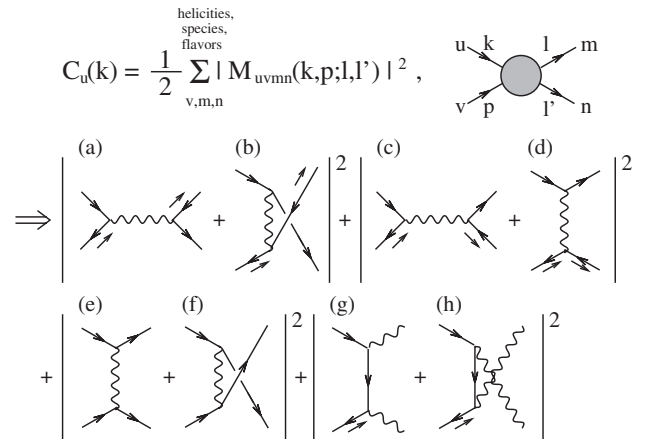 helicities,
species,
flavors
C_u(k) = 1/2 Σ | M_uvmn(k,p;l,l') | ² ,
v,m,n
u k l m
v p l' n
(a) (b) (c) (d)
2 2
+ + +
⇒
(e) (f) (g) (h)
2 2
+ + + +